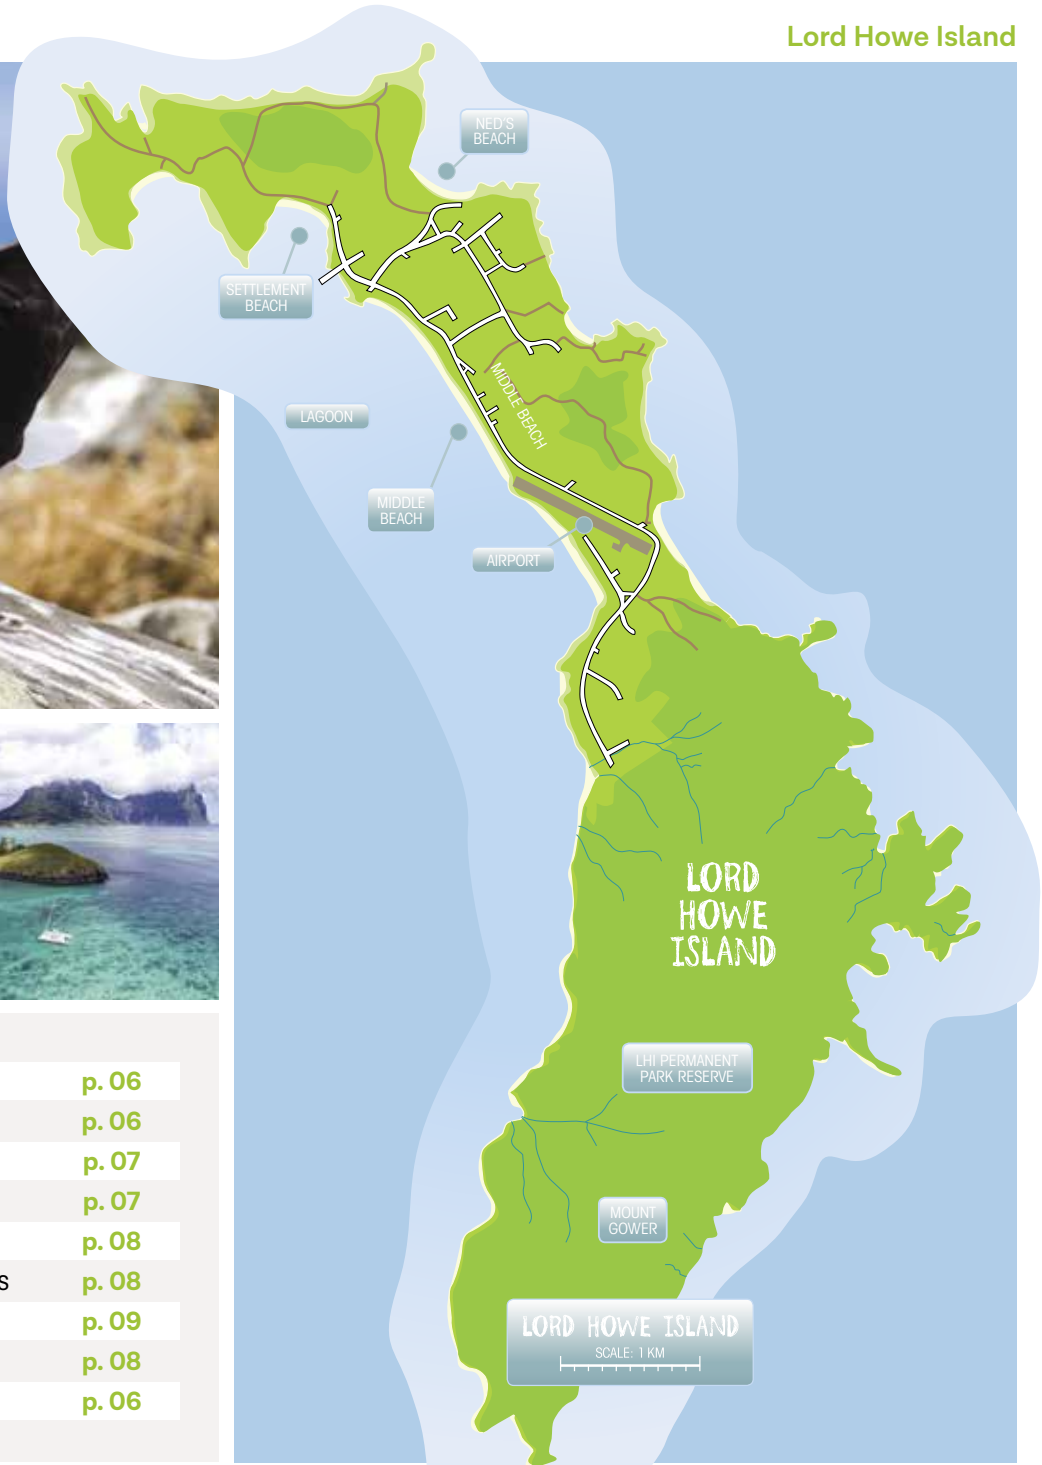 Lord Howe Island
NED'S
BEACH
SETTLEMENT
BEACH
LAGOON
MIDDLE BEACH
MIDDLE
BEACH
AIRPORT
LORD
HOWE
ISLAND
LHI PERMANENT
PARK RESERVE
MOUNT
GOWER
LORD HOWE ISLAND
SCALE: 1 KM
p. 06
p. 06
p. 07
p. 07
p. 08
s p. 08
p. 09
p. 08
p. 06